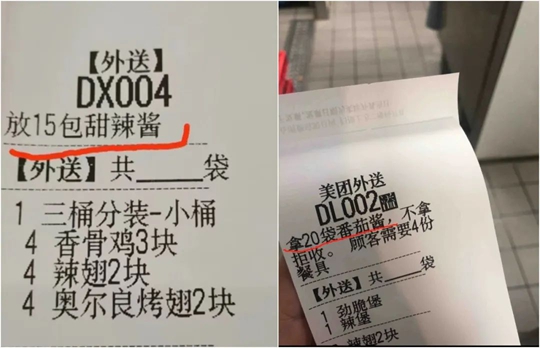 【外送】
DX004
放15包甜辣酱
【外送】共____袋
1 三桶分装-小桶
4 香骨鸡3块
4 辣翅2块
4 奥尔良烤翅2块
美团外送
DL002
拿20袋番茄酱，不拿
拒收。 顾客需要4份
餐具
【外送】共____袋
1 劲脆堡
1 辣堡
辣翅2块